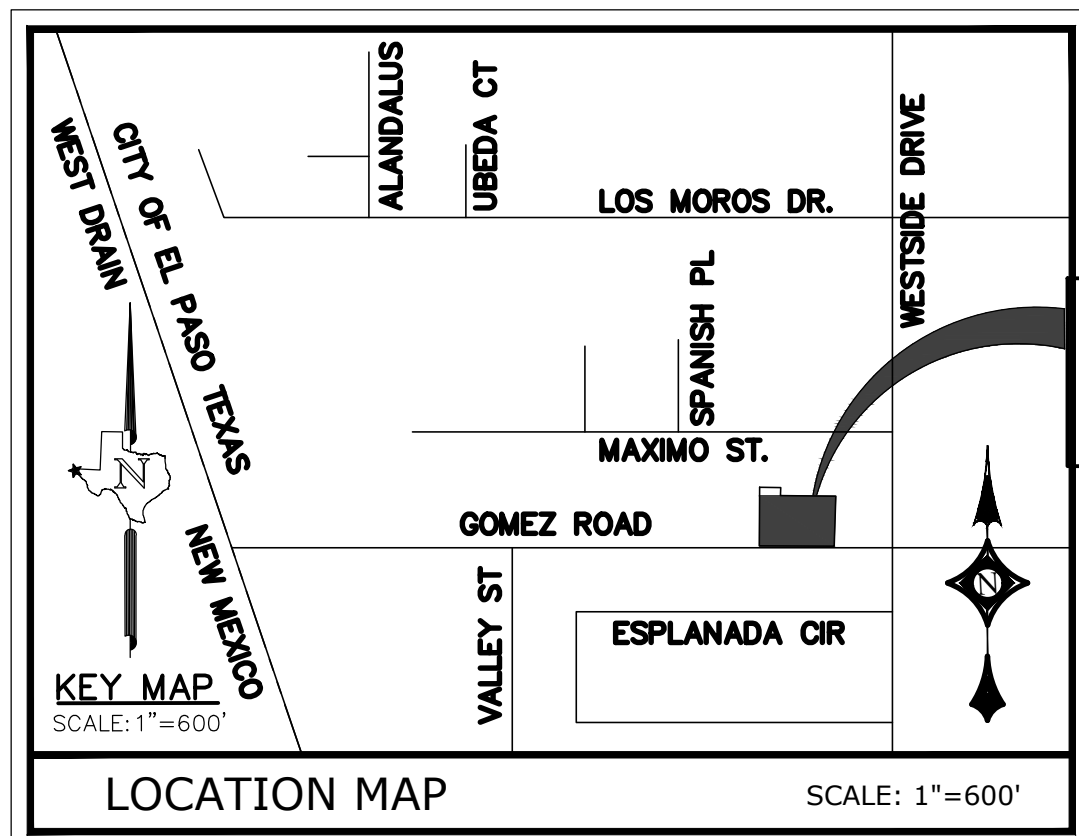 ALANDALUS
UBEDA CT
WESTSIDE DRIVE
CITY OF EL PASO TEXAS
WEST DRAIN
LOS MOROS DR.
SPANISH PL
MAXIMO ST.
N
GOMEZ ROAD
NEW MEXICO
VALLEY ST
N
ESPLANADA CIR
KEY MAP
SCALE: 1"=600'
LOCATION MAP
SCALE: 1"=600'